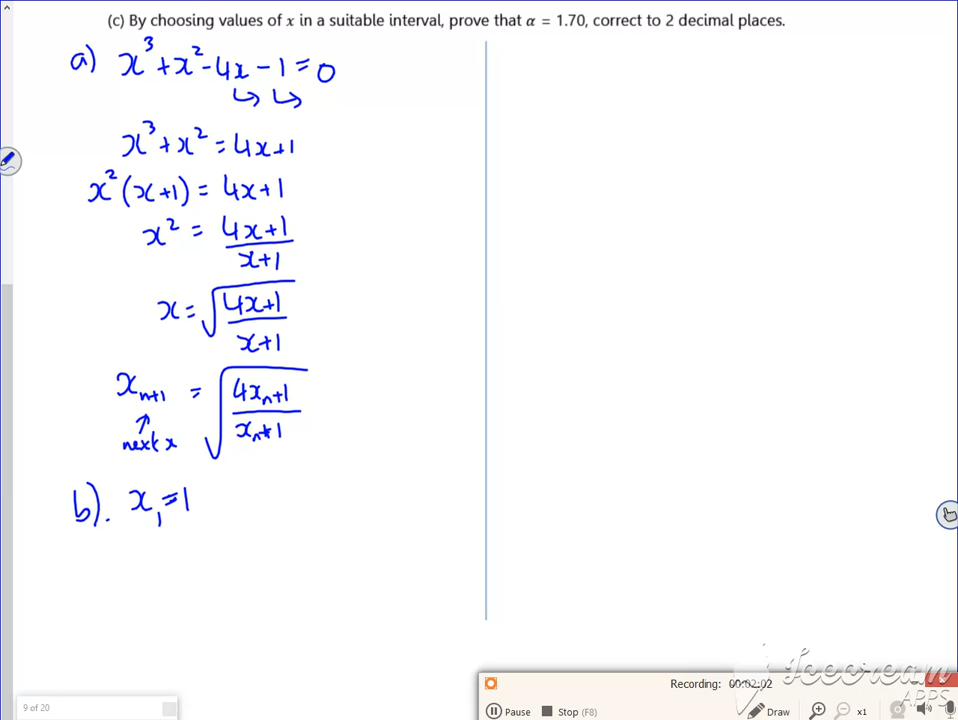 (c) By choosing values of x in a suitable interval, prove that α = 1.70, correct to 2 decimal places.
a) x³+x²-4x-1=0
↳ ↳
x³+x²=4x+1
x²(x+1)=4x+1
x² = 4x+1
x+1
x=√4x+1
x+1
xₙ₊₁ = √4xₙ+1
xₙ+1
↑
next x
b). x₁=1
9 of 20
Recording: 00:02:02
Icecream
APPS
Pause Stop (F8) Draw x1